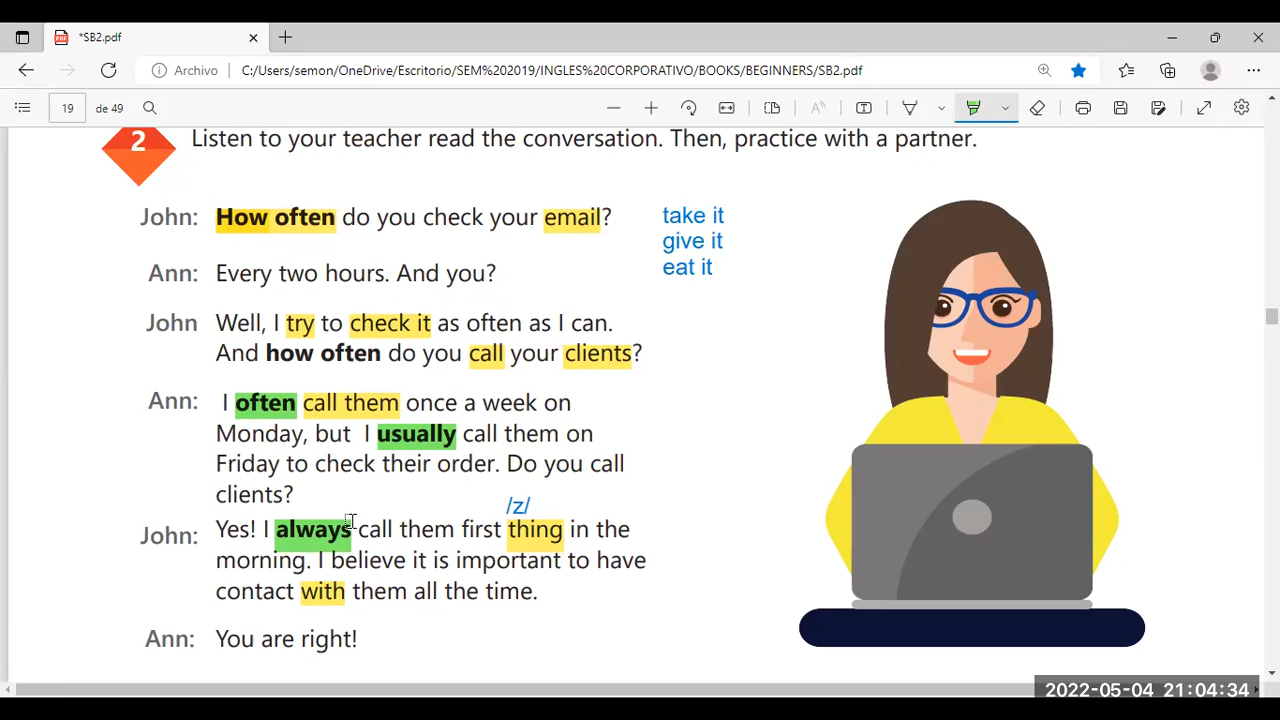 *SB2.pdf
Archivo C:/Users/semon/OneDrive/Escritorio/SEM%202019/INGLES%20CORPORATIVO/BOOKS/BEGINNERS/SB2.pdf
19 de 49
2 Listen to your teacher read the conversation. Then, practice with a partner.
John: How often do you check your email?
take it
give it
eat it
Ann: Every two hours. And you?
John Well, I try to check it as often as I can.
And how often do you call your clients?
Ann: I often call them once a week on
Monday, but I usually call them on
Friday to check their order. Do you call
clients?
/z/
John: Yes! I always call them first thing in the
morning. I believe it is important to have
contact with them all the time.
Ann: You are right!
2022-05-04 21:04:34